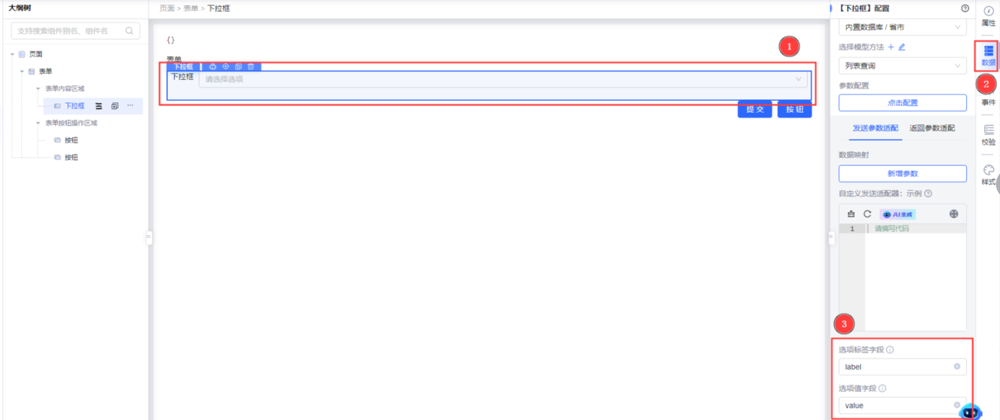 大纲树
支持搜索组件别名、组件名
页面
表单
表单内容区域
下拉框
表单按钮操作区域
按钮
按钮
页面 > 表单 > 下拉框
{}
表单
下拉框
下拉框 请选择选项
提 交 按 钮
1
【下拉框】配置
内置数据库 / 省市
选择模型方法
列表查询
参数配置
点击配置
发送参数适配 返回参数适配
数据映射
新增参数
自定义发送适配器: 示例
AI生成
1 请编写代码
3
选项标签字段
label
选项值字段
value
属性
数据
2
事件
校验
样式